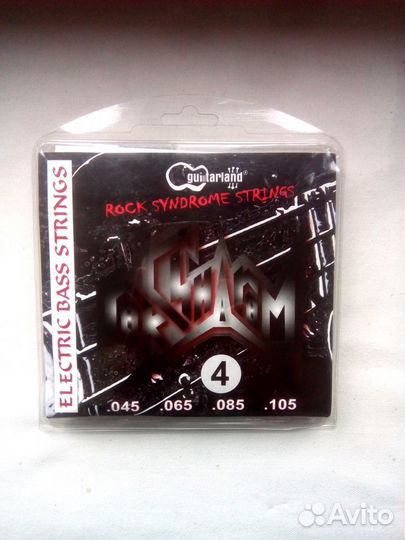 guitarland®
ROCK SYNDROME STRINGS
ELECTRIC BASS STRINGS
4
.045 .065 .085 .105
Avito